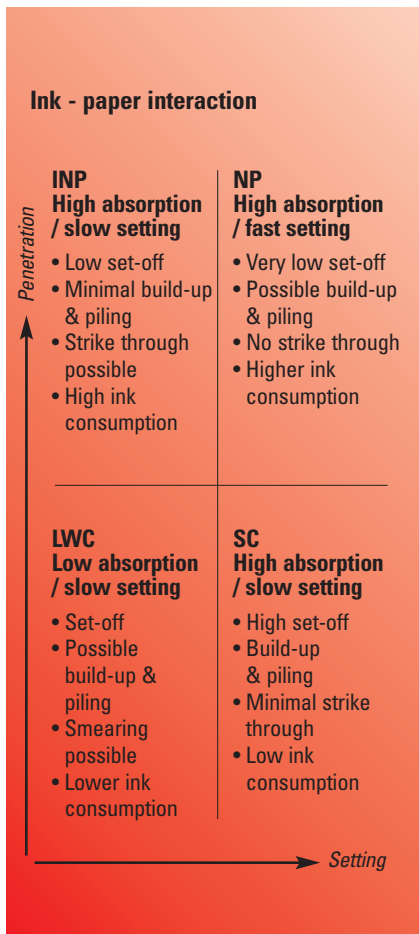 Ink - paper interaction
Penetration
INP
High absorption
/ slow setting
• Low set-off
• Minimal build-up
& piling
• Strike through
possible
• High ink
consumption
NP
High absorption
/ fast setting
• Very low set-off
• Possible build-up
& piling
• No strike through
• Higher ink
consumption
LWC
Low absorption
/ slow setting
• Set-off
• Possible
build-up &
piling
• Smearing
possible
• Lower ink
consumption
SC
High absorption
/ slow setting
• High set-off
• Build-up
& piling
• Minimal strike
through
• Low ink
consumption
Setting